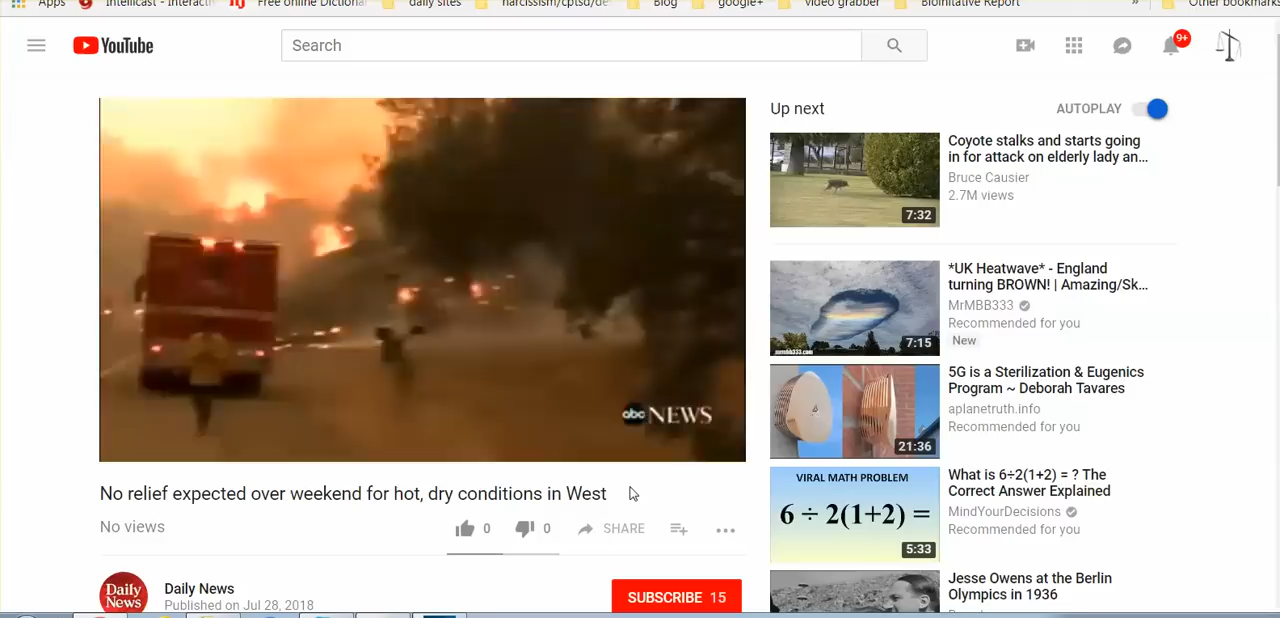 Apps
Intellicast - Interacti
Free online Dictionar
daily sites
narcissism/cptsd/de
Blog
google+
video grabber
BioInitiative Report
»
Other bookmarks
YouTube
Search
9+
abc NEWS
No relief expected over weekend for hot, dry conditions in West
No views
0
0
SHARE
Daily News
Daily News
Published on Jul 28, 2018
SUBSCRIBE 15
Up next
AUTOPLAY
7:32
Coyote stalks and starts going
in for attack on elderly lady an...
Bruce Causier
2.7M views
mrmbb333.com
7:15
*UK Heatwave* - England
turning BROWN! | Amazing/Sk...
MrMBB333
Recommended for you
New
21:36
5G is a Sterilization & Eugenics
Program ~ Deborah Tavares
aplanetruth.info
Recommended for you
VIRAL MATH PROBLEM
6 ÷ 2(1+2) =
5:33
What is 6÷2(1+2) = ? The
Correct Answer Explained
MindYourDecisions
Recommended for you
Jesse Owens at the Berlin
Olympics in 1936